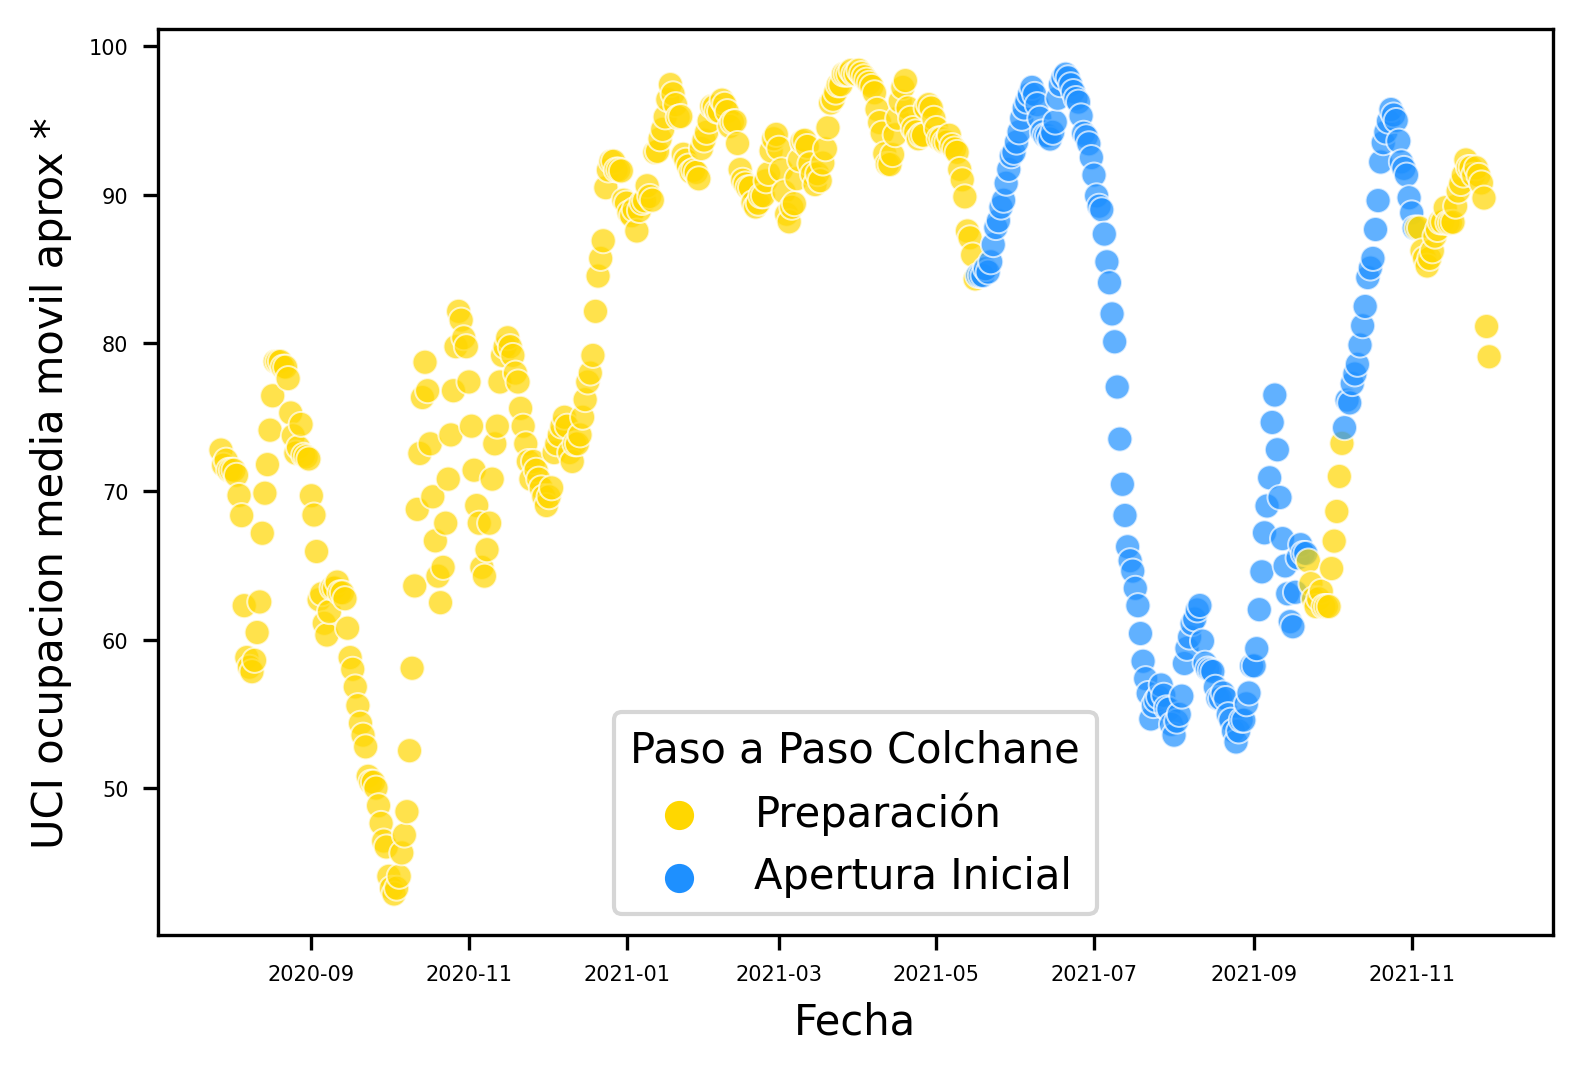 100
90
80
70
60
50
UCI ocupacion media movil aprox *
Paso a Paso Colchane
Preparación
Apertura Inicial
2020-09
2020-11
2021-01
2021-03
2021-05
2021-07
2021-09
2021-11
Fecha